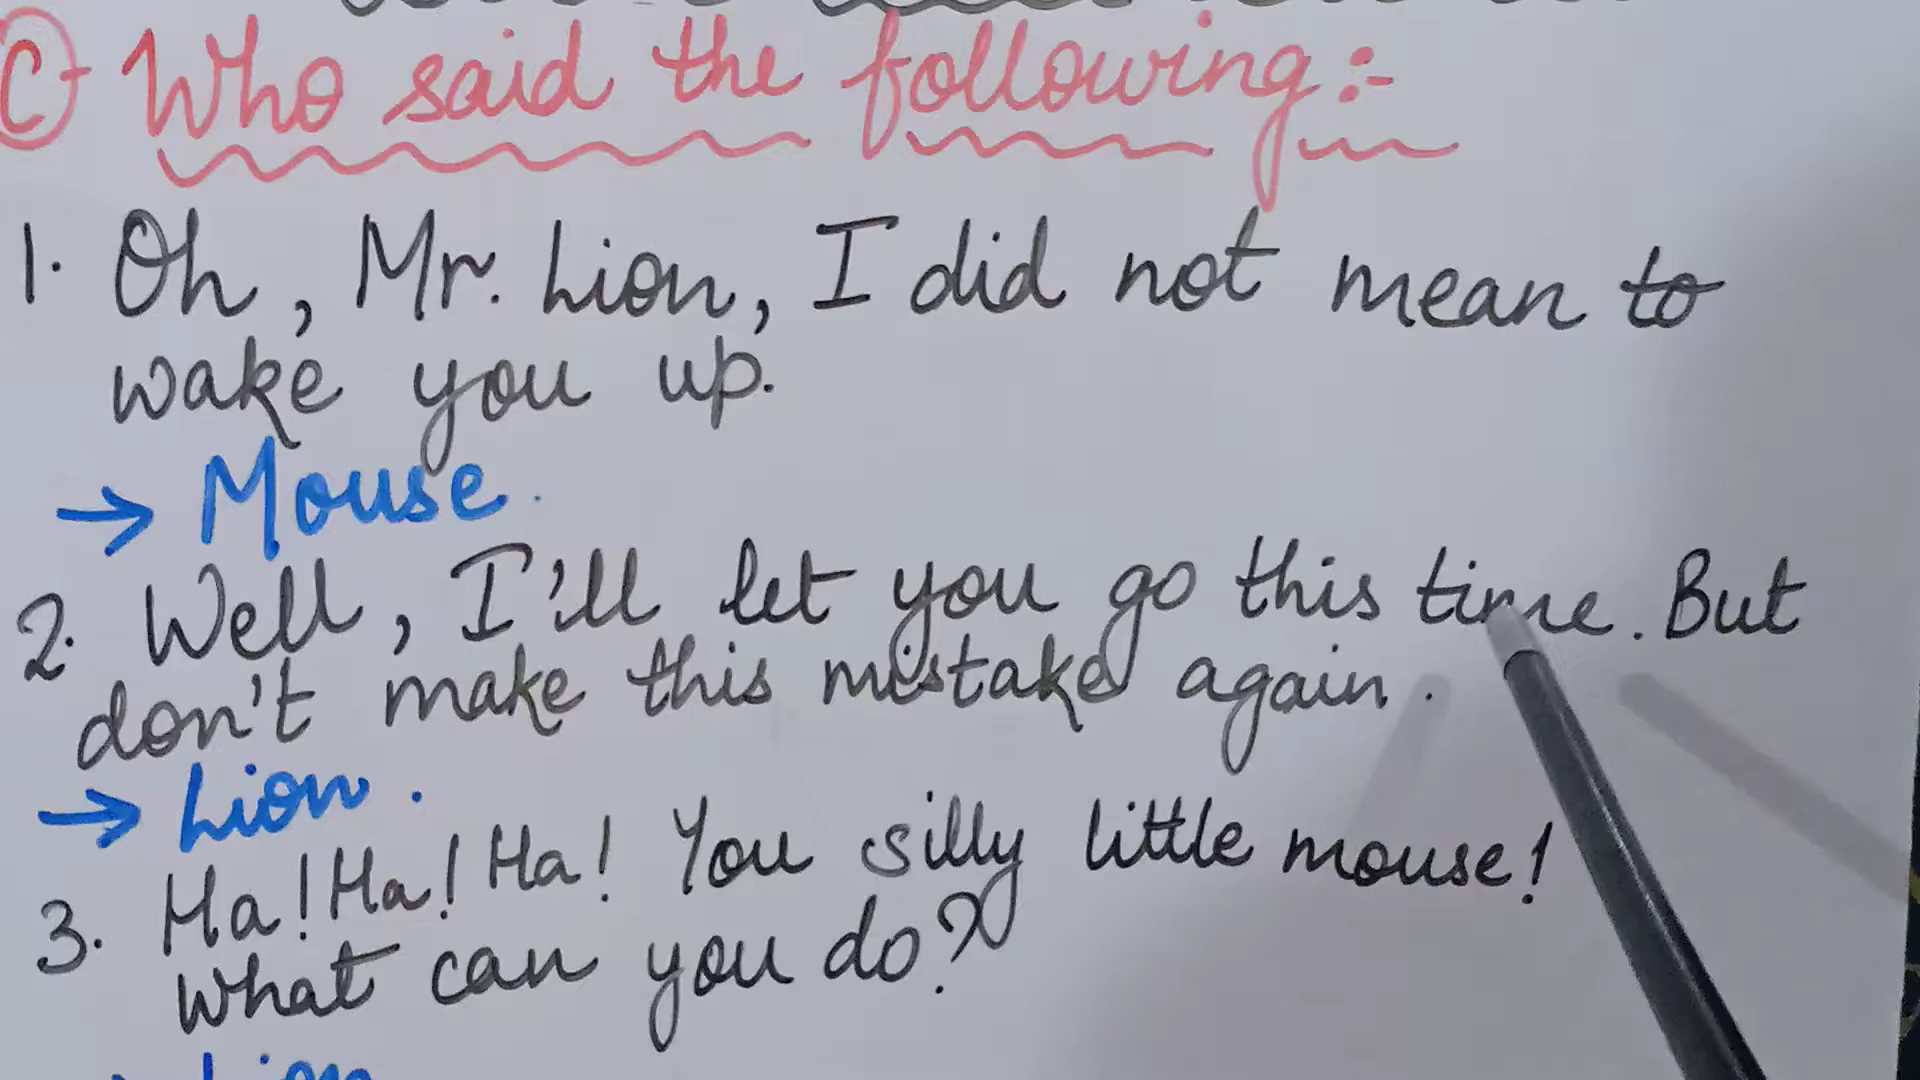 C- Who said the following:-
1. Oh, Mr. Lion, I did not mean to
wake you up.
→ Mouse.
2. Well, I'll let you go this time. But
don't make this mistake again.
→ Lion.
3. Ha! Ha! Ha! You silly little mouse!
What can you do?
Lion